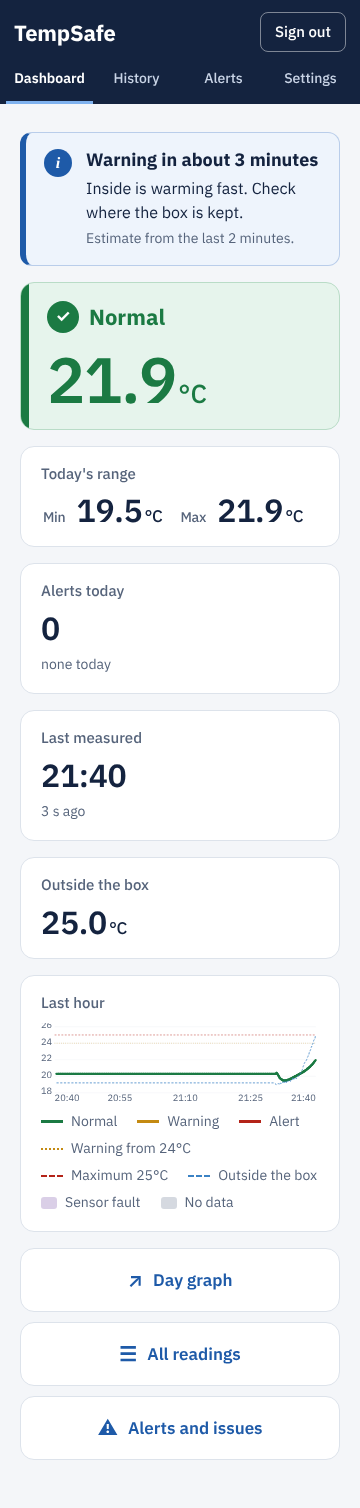 TempSafe
Sign out
Dashboard History Alerts Settings
i Warning in about 3 minutes
Inside is warming fast. Check
where the box is kept.
Estimate from the last 2 minutes.
Normal
21.9°C
Today's range
Min 19.5°C Max 21.9°C
Alerts today
0
none today
Last measured
21:40
3 s ago
Outside the box
25.0°C
Last hour
26
24
22
20
18
20:40 20:55 21:10 21:25 21:40
Normal Warning Alert
Warning from 24°C
Maximum 25°C Outside the box
Sensor fault No data
Day graph
All readings
Alerts and issues